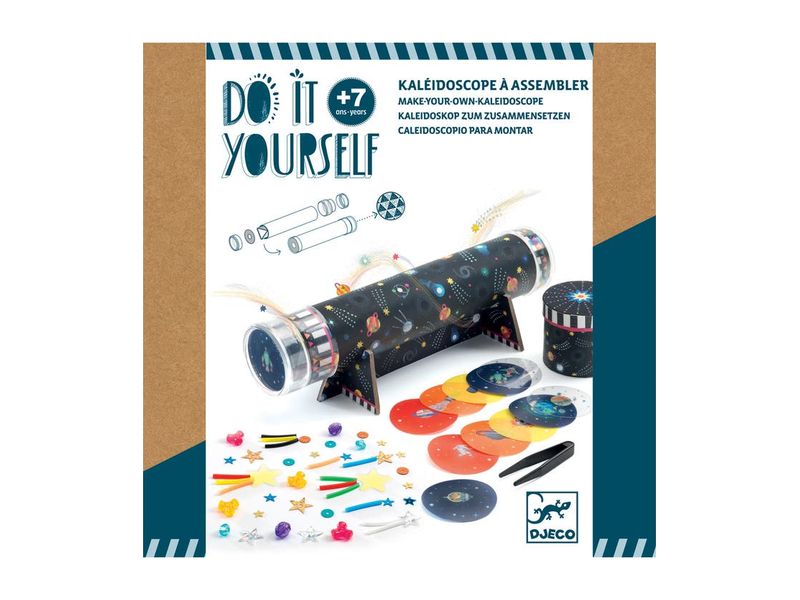 DO IT
YOURSELF
+7
ans-years
KALÉIDOSCOPE À ASSEMBLER
MAKE-YOUR-OWN-KALEIDOSCOPE
KALEIDOSKOP ZUM ZUSAMMENSETZEN
CALEIDOSCOPIO PARA MONTAR
DJECO